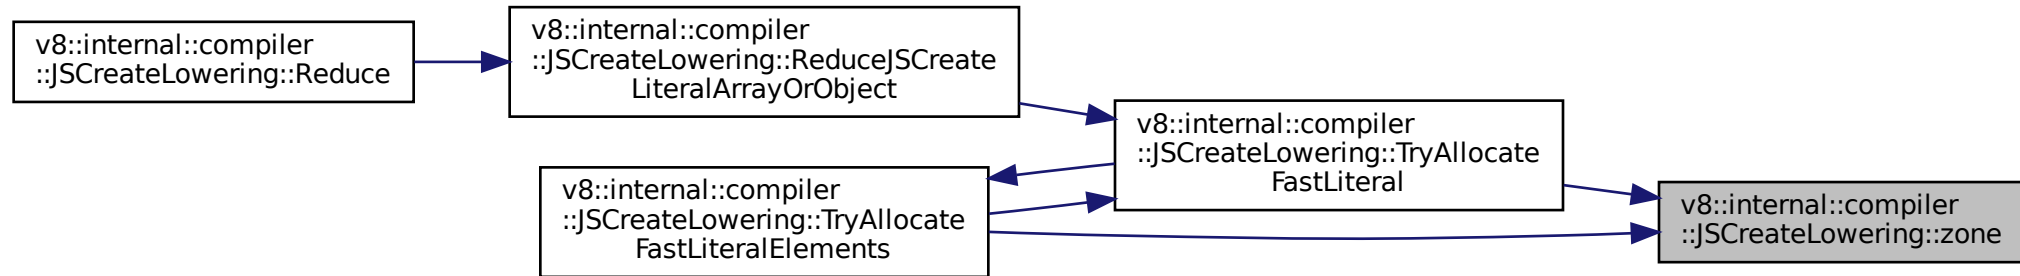 v8::internal::compiler
::JSCreateLowering::Reduce
v8::internal::compiler
::JSCreateLowering::ReduceJSCreate
LiteralArrayOrObject
v8::internal::compiler
::JSCreateLowering::TryAllocate
FastLiteral
v8::internal::compiler
::JSCreateLowering::TryAllocate
FastLiteralElements
v8::internal::compiler
::JSCreateLowering::zone